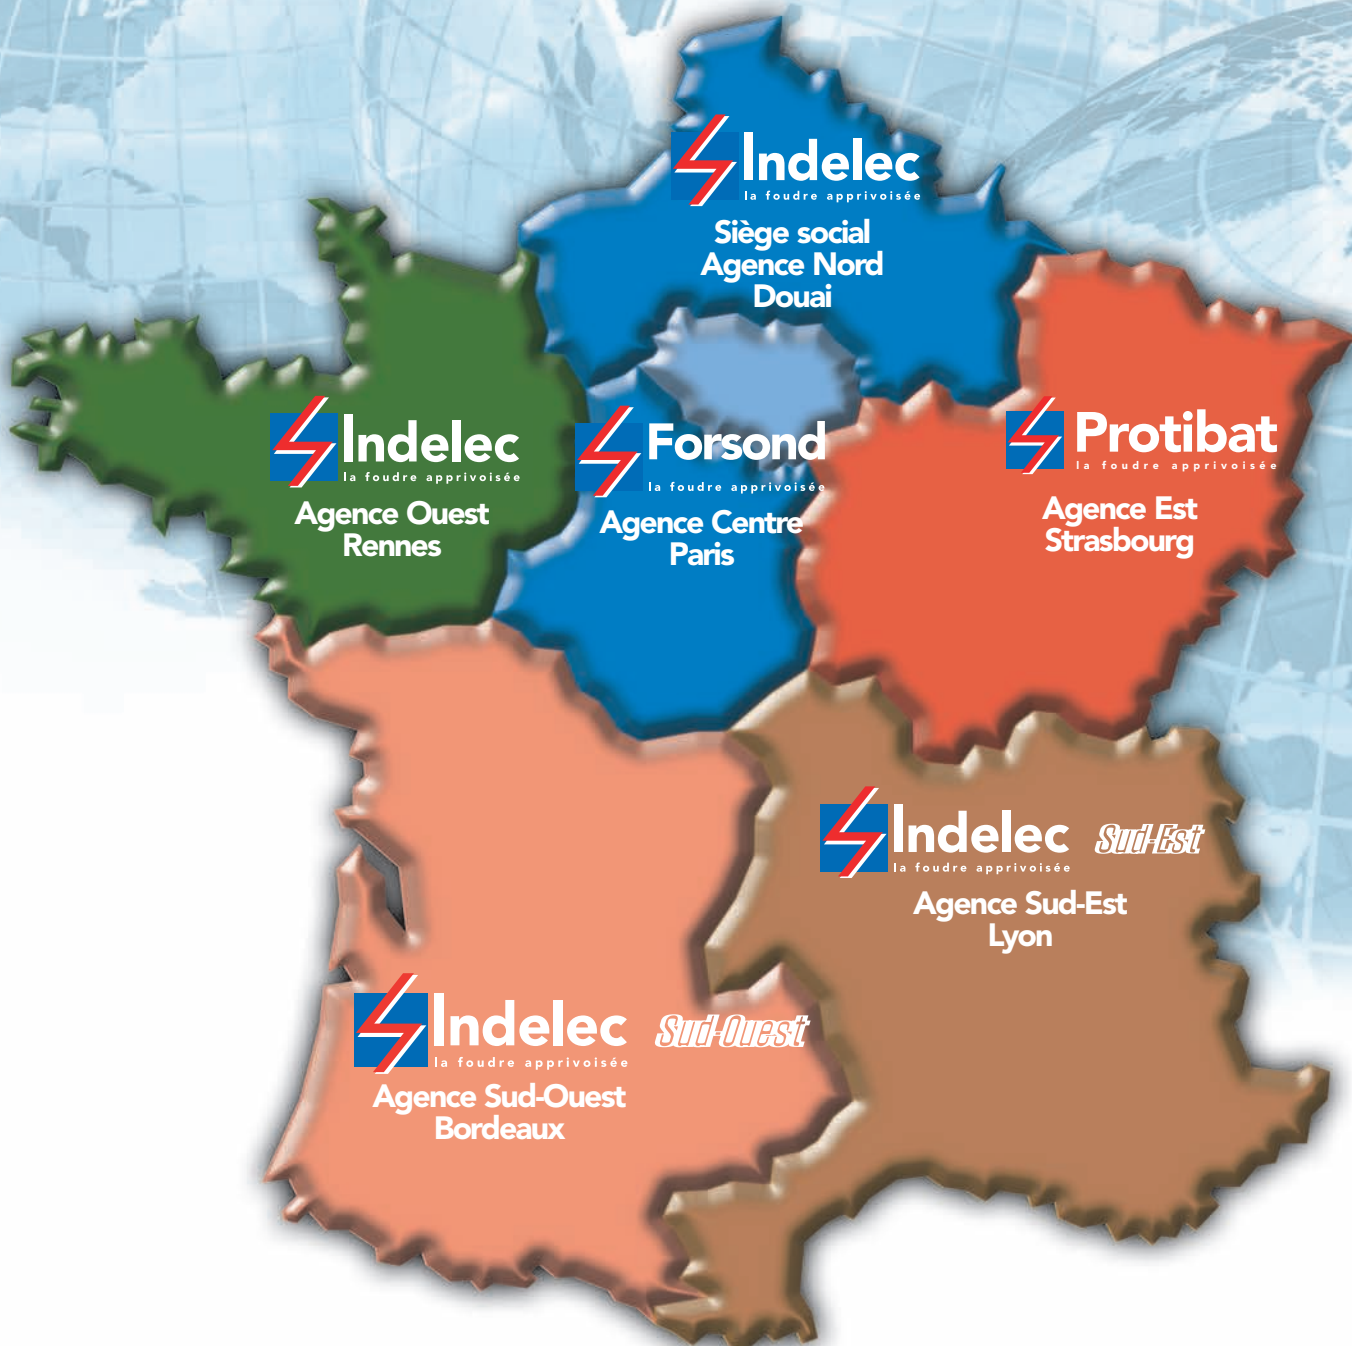 Indelec
la foudre apprivoisée
Siège social
Agence Nord
Douai
Indelec
la foudre apprivoisée
Agence Ouest
Rennes
Forsond
la foudre apprivoisée
Agence Centre
Paris
Protibat
la foudre apprivoisée
Agence Est
Strasbourg
Indelec Sud-Est
la foudre apprivoisée
Agence Sud-Est
Lyon
Indelec Sud-Ouest
la foudre apprivoisée
Agence Sud-Ouest
Bordeaux